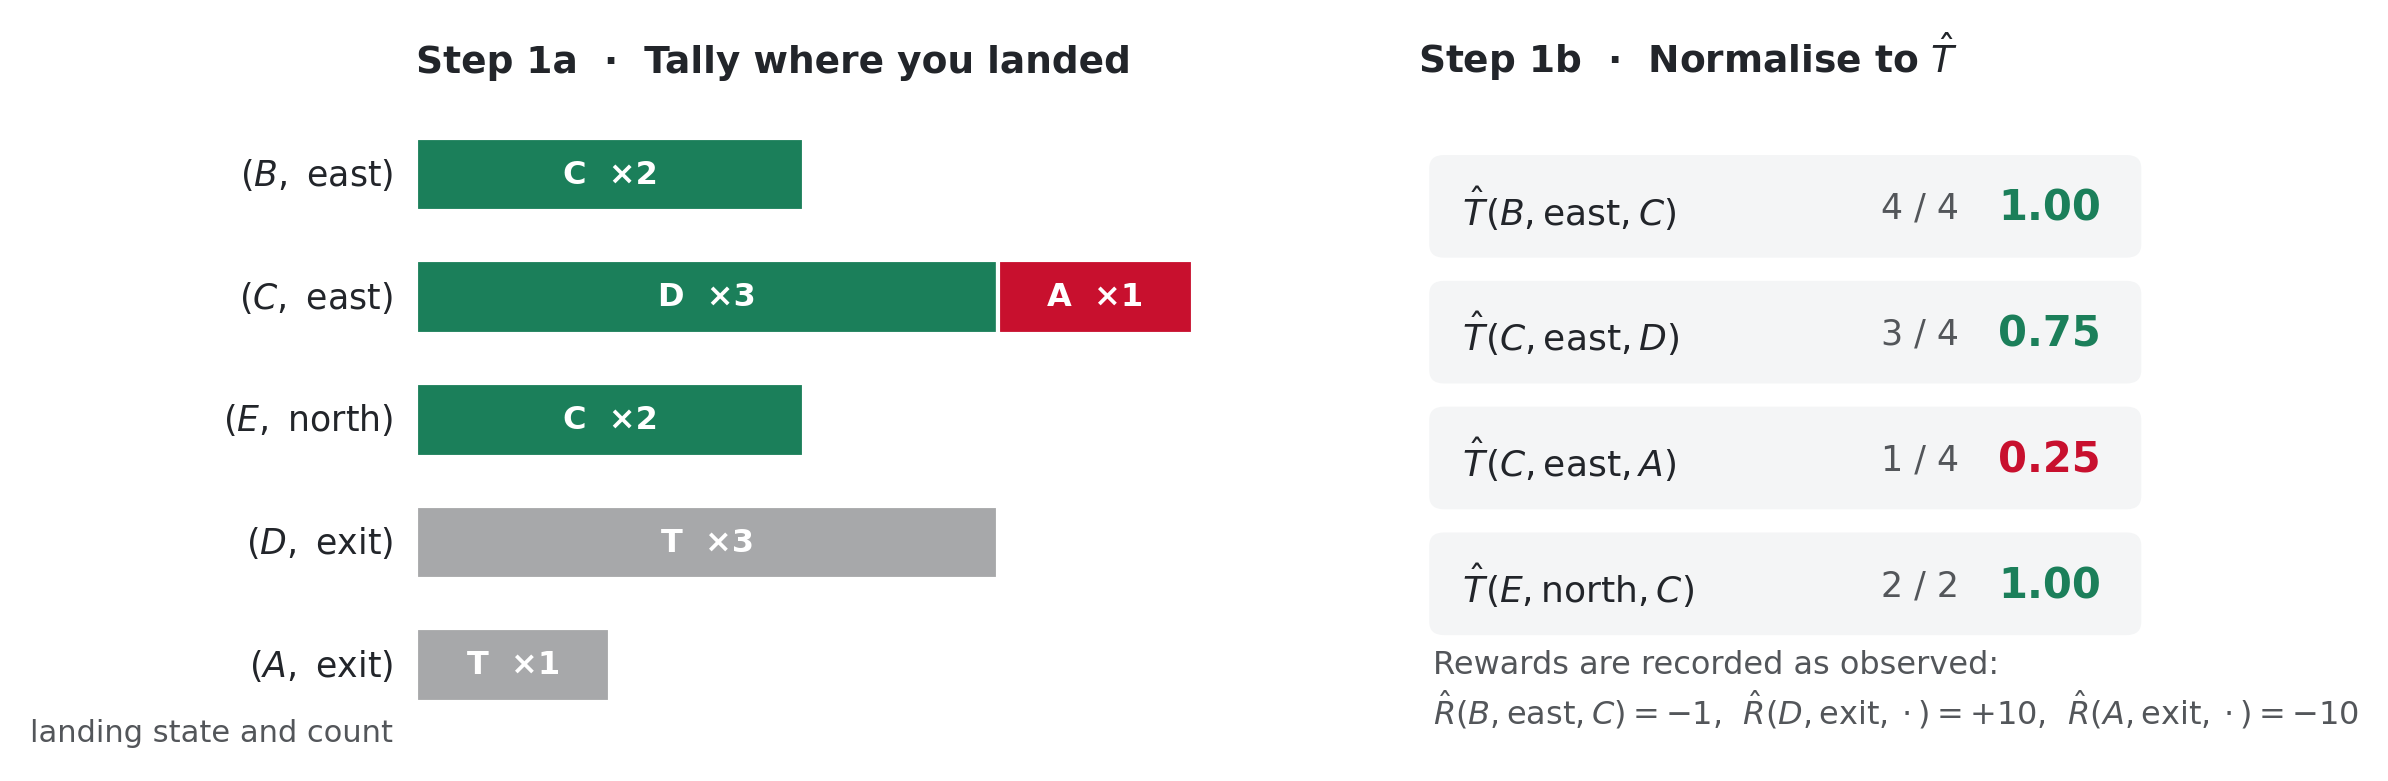 Step 1a · Tally where you landed
(B, east) C ×2
(C, east) D ×3 A ×1
(E, north) C ×2
(D, exit) T ×3
(A, exit) T ×1
landing state and count
Step 1b · Normalise to T̂
T̂(B, east, C) 4 / 4 1.00
T̂(C, east, D) 3 / 4 0.75
T̂(C, east, A) 1 / 4 0.25
T̂(E, north, C) 2 / 2 1.00
Rewards are recorded as observed:
R̂(B, east, C) = −1, R̂(D, exit, · ) = +10, R̂(A, exit, · ) = −10